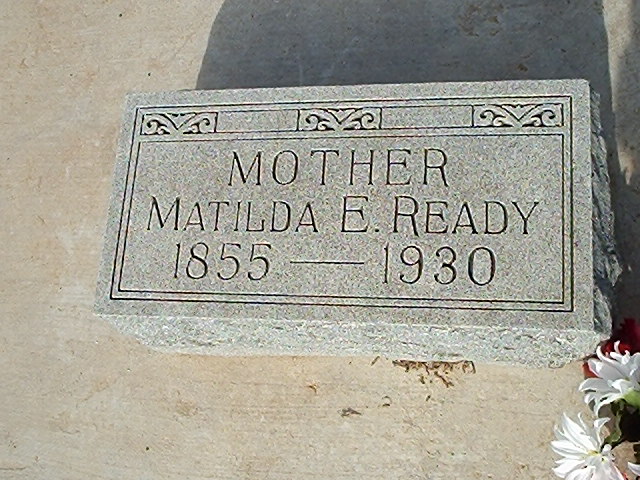 MOTHER
MATILDA E. READY
1855 — 1930